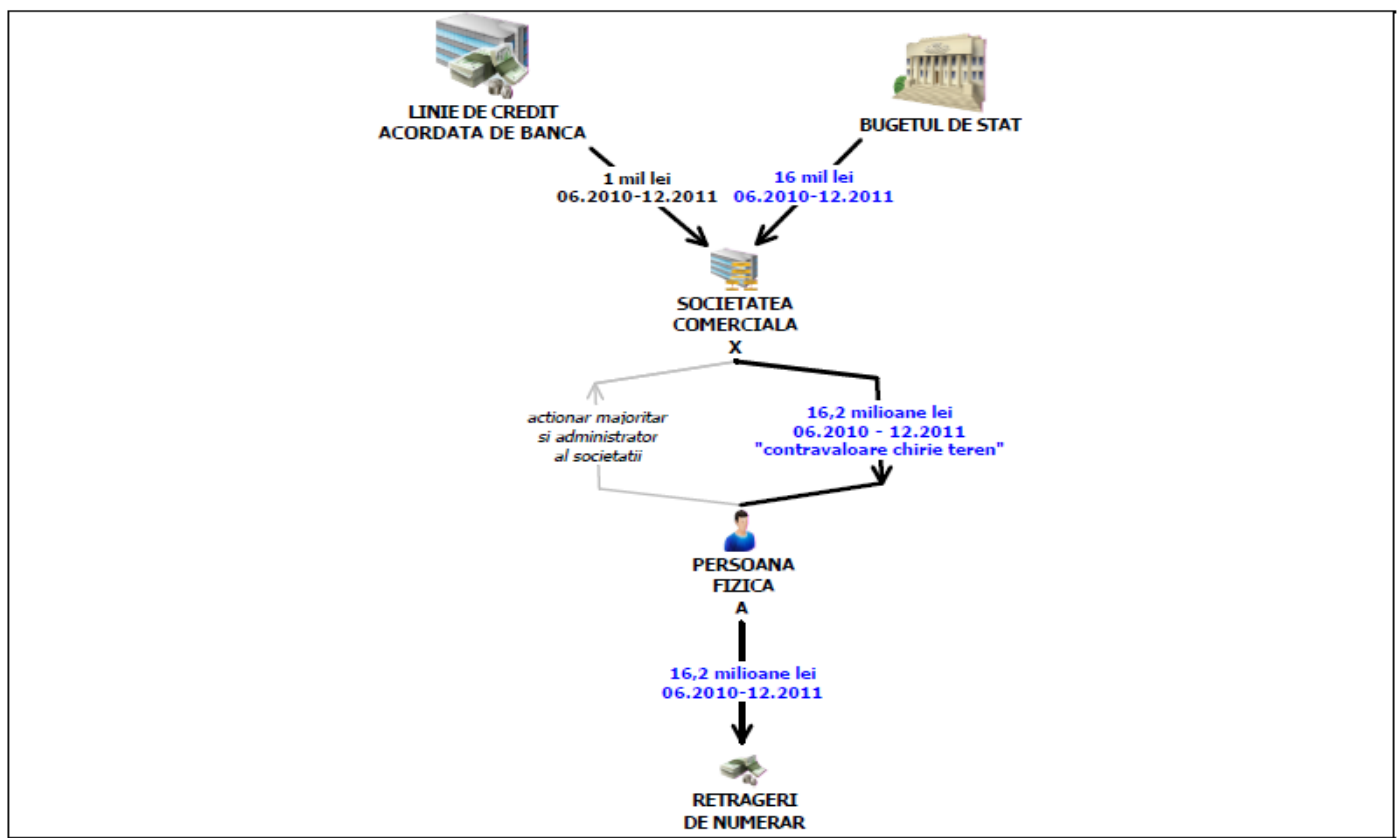 LINIE DE CREDIT
ACORDATA DE BANCA
BUGETUL DE STAT
1 mil lei
06.2010-12.2011
16 mil lei
06.2010-12.2011
SOCIETATEA
COMERCIALA
X
actionar majoritar
si administrator
al societatii
16,2 milioane lei
06.2010 - 12.2011
"contravaloare chirie teren"
PERSOANA
FIZICA
A
16,2 milioane lei
06.2010-12.2011
RETRAGERI
DE NUMERAR